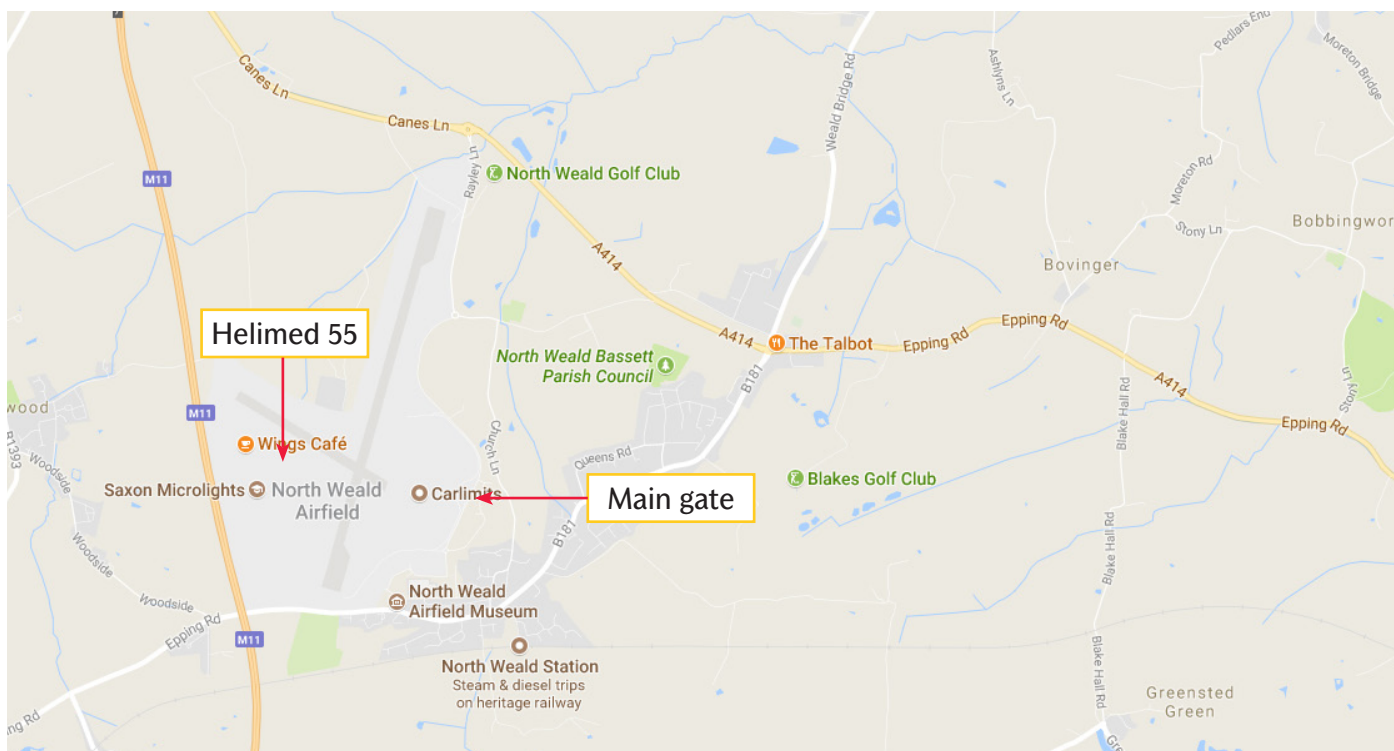 Canes Ln
Pedlars End
Moreton Bridge
Ashlyns Ln
Weald Bridge Rd
Canes Ln
Rayley Ln
North Weald Golf Club
M11
Moreton Rd
Stony Ln
Bobbingwor
A414
Bovinger
Helimed 55
Epping Rd
A414
The Talbot
Epping Rd
North Weald Bassett
Parish Council
B181
A414
Stony Ln
Blake Hall Rd
wood
M11
B1393
Wings Café
Church Ln
Queens Rd
Epping Rd
Woodside
Saxon Microlights
North Weald
Airfield
Carlimits
Main gate
Blakes Golf Club
B181
Blake Hall Rd
Woodside
Woodside
North Weald
Airfield Museum
Epping Rd
M11
North Weald Station
Steam & diesel trips
on heritage railway
Blake Hall Rd
Greensted
Green
ng Rd
Gre